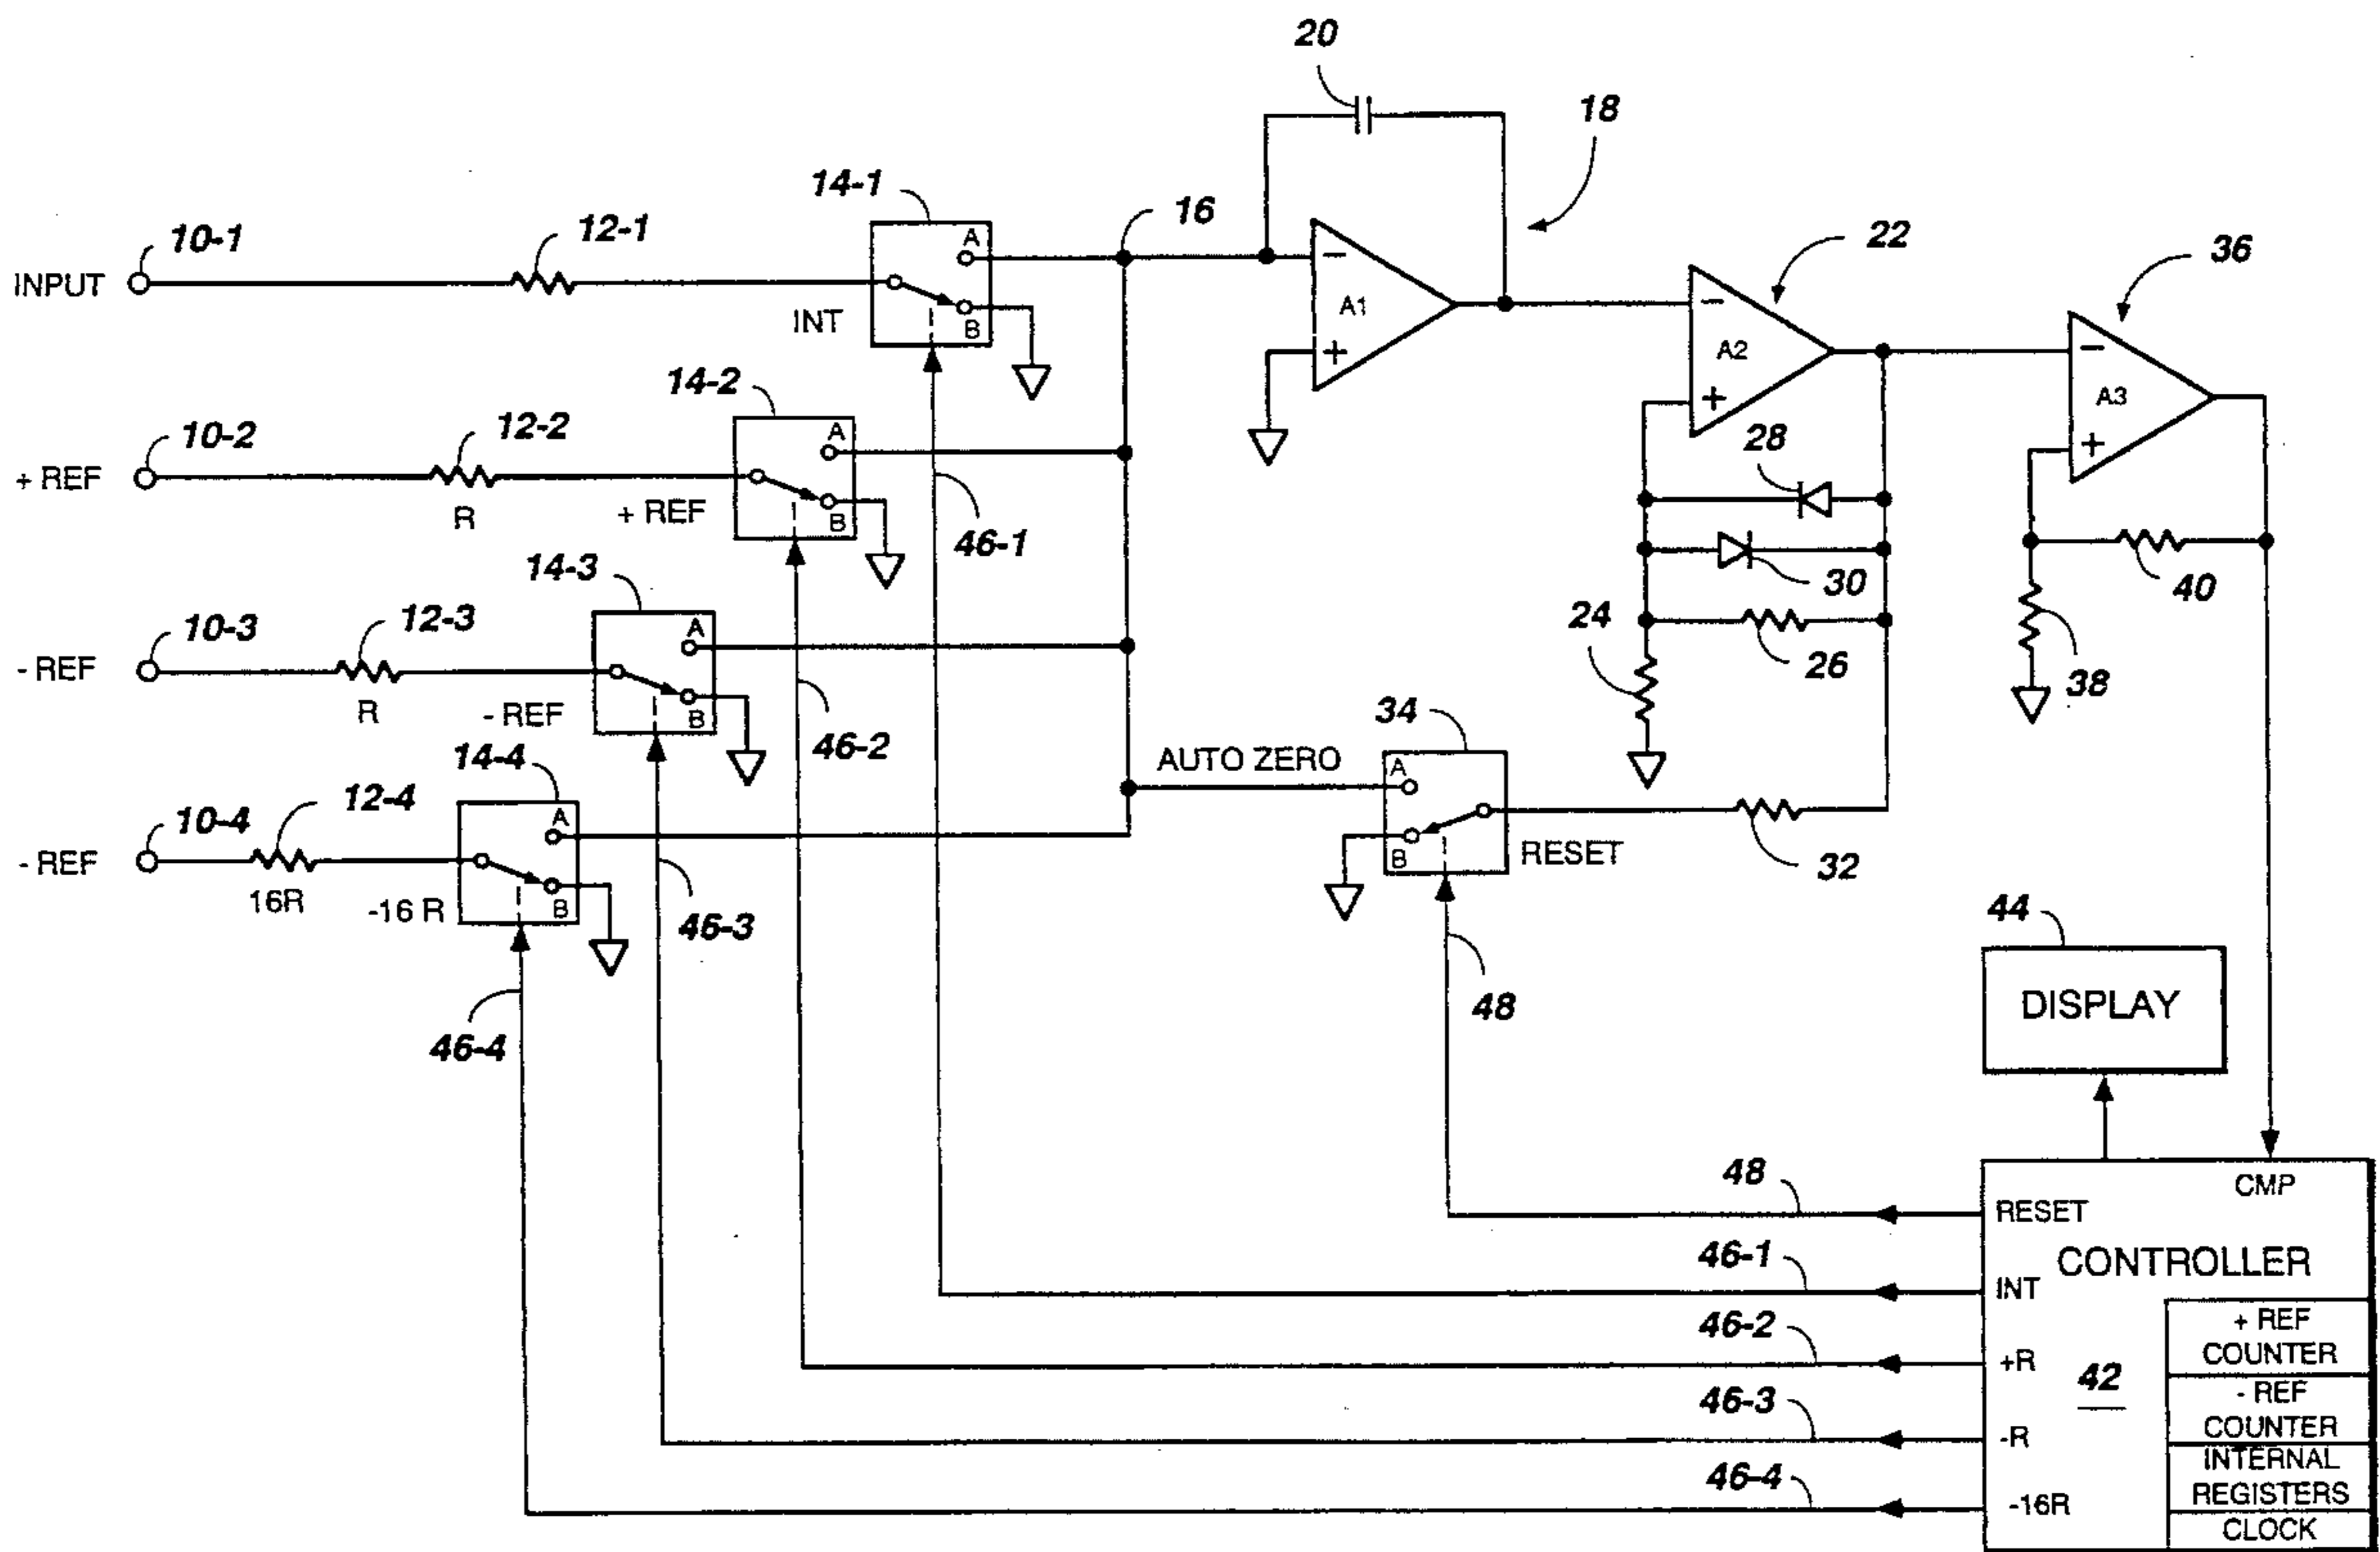 20
18
14-1
16
10-1
12-1
A
22
36
INPUT
INT
B
−
A1
+
−
A2
+
−
A3
+
14-2
10-2
12-2
A
28
+ REF
R
+ REF
B
46-1
14-3
30
40
10-3
12-3
A
24
26
38
- REF
R
- REF
B
46-2
34
14-4
AUTO ZERO
A
10-4
12-4
A
- REF
16R
-16 R
B
46-3
B
RESET
32
44
46-4
48
DISPLAY
48
CMP
RESET
46-1
CONTROLLER
INT
46-2
+ REF
COUNTER
+R
42
46-3
- REF
COUNTER
-R
INTERNAL
REGISTERS
46-4
-16R
CLOCK